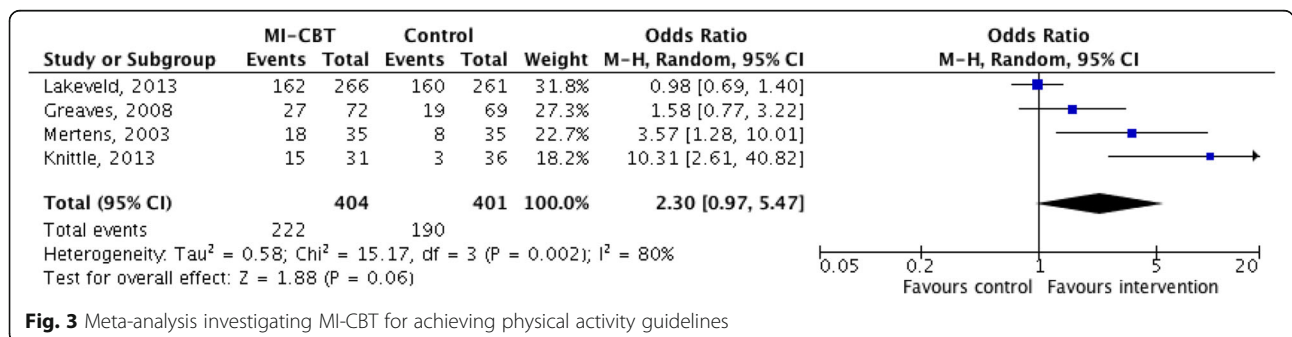 MI-CBT Control Odds Ratio Odds Ratio
Study or Subgroup Events Total Events Total Weight M-H, Random, 95% CI M-H, Random, 95% CI
Lakeveld, 2013 162 266 160 261 31.8% 0.98 [0.69, 1.40]
Greaves, 2008 27 72 19 69 27.3% 1.58 [0.77, 3.22]
Mertens, 2003 18 35 8 35 22.7% 3.57 [1.28, 10.01]
Knittle, 2013 15 31 3 36 18.2% 10.31 [2.61, 40.82]
Total (95% CI) 404 401 100.0% 2.30 [0.97, 5.47]
Total events 222 190
Heterogeneity: Tau² = 0.58; Chi² = 15.17, df = 3 (P = 0.002); I² = 80%
Test for overall effect: Z = 1.88 (P = 0.06)
0.05 0.2 1 5 20
Favours control Favours intervention
Fig. 3 Meta-analysis investigating MI-CBT for achieving physical activity guidelines